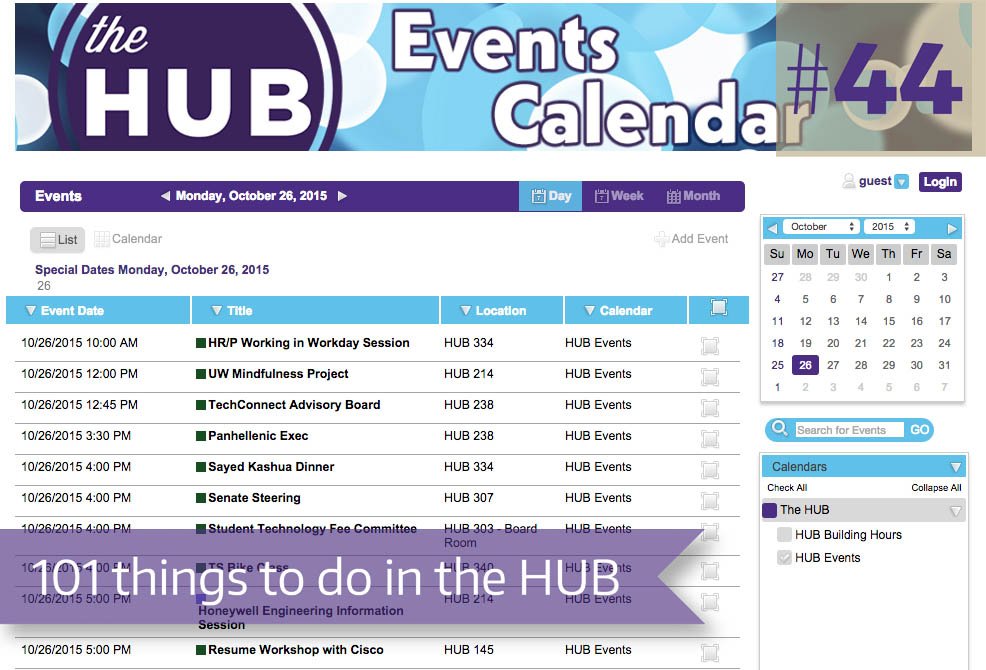 the
HUB
Events
Calendar
#44
guest Login
Events Monday, October 26, 2015 Day Week Month
List Calendar Add Event
Special Dates Monday, October 26, 2015
26
Event Date Title Location Calendar
10/26/2015 10:00 AM HR/P Working in Workday Session HUB 334 HUB Events
10/26/2015 12:00 PM UW Mindfulness Project HUB 214 HUB Events
10/26/2015 12:45 PM TechConnect Advisory Board HUB 238 HUB Events
10/26/2015 3:30 PM Panhellenic Exec HUB 238 HUB Events
10/26/2015 4:00 PM Sayed Kashua Dinner HUB 334 HUB Events
10/26/2015 4:00 PM Senate Steering HUB 307 HUB Events
10/26/2015 4:00 PM Student Technology Fee Committee HUB 303 - Board HUB Events
Room
10/26/2015 4:00 PM TS Bike Class HUB 340 HUB Events
101 things to do in the HUB
10/26/2015 5:00 PM HUB 214 HUB Events
Honeywell Engineering Information
Session
10/26/2015 5:00 PM Resume Workshop with Cisco HUB 145 HUB Events
October 2015
Su Mo Tu We Th Fr Sa
27 28 29 30 1 2 3
4 5 6 7 8 9 10
11 12 13 14 15 16 17
18 19 20 21 22 23 24
25 26 27 28 29 30 31
1 2 3 4 5 6 7
Search for Events GO
Calendars
Check All Collapse All
The HUB
HUB Building Hours
HUB Events